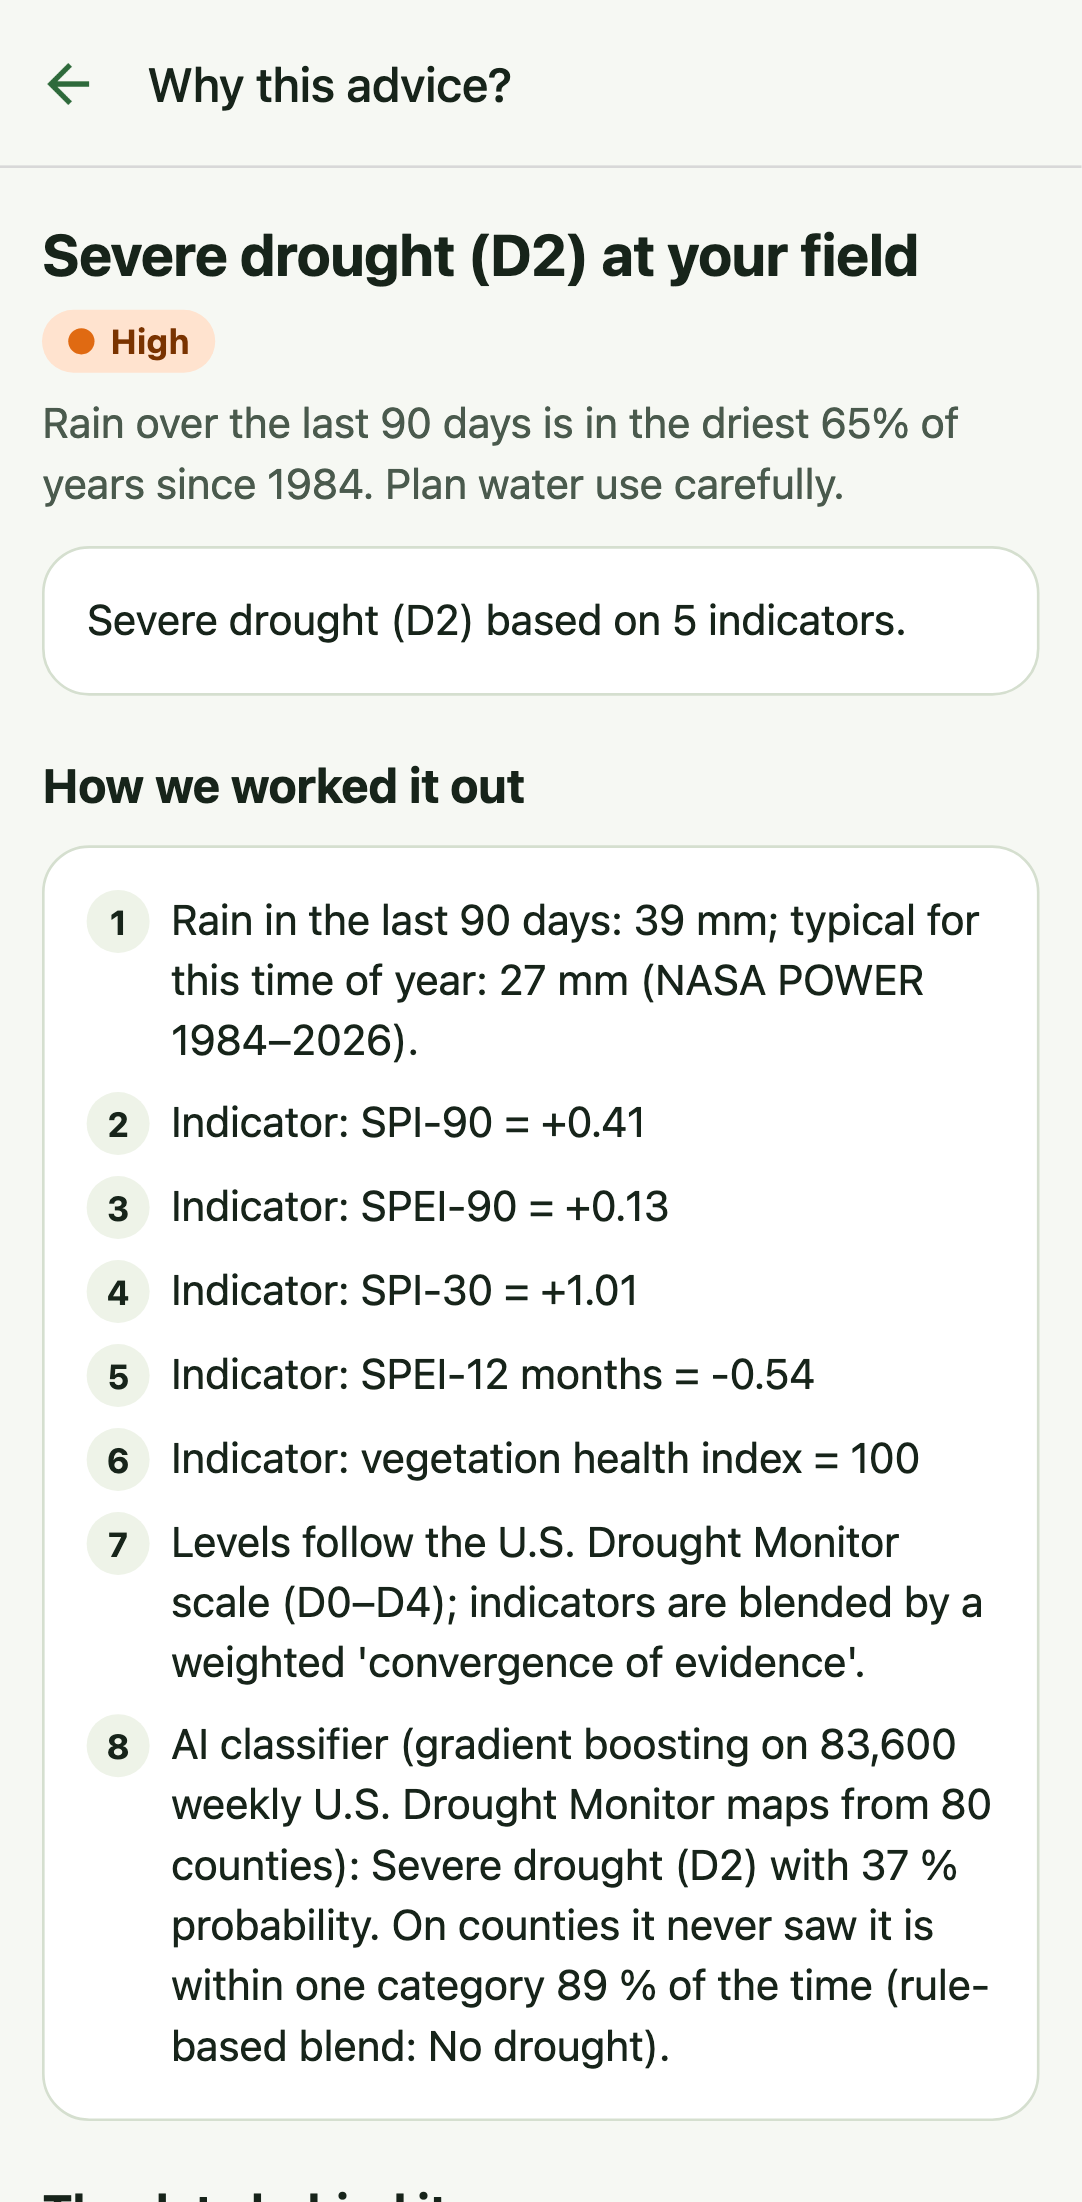 Why this advice?
Severe drought (D2) at your field
High
Rain over the last 90 days is in the driest 65% of
years since 1984. Plan water use carefully.
Severe drought (D2) based on 5 indicators.
How we worked it out
1 Rain in the last 90 days: 39 mm; typical for
this time of year: 27 mm (NASA POWER
1984–2026).
2 Indicator: SPI-90 = +0.41
3 Indicator: SPEI-90 = +0.13
4 Indicator: SPI-30 = +1.01
5 Indicator: SPEI-12 months = -0.54
6 Indicator: vegetation health index = 100
7 Levels follow the U.S. Drought Monitor
scale (D0–D4); indicators are blended by a
weighted 'convergence of evidence'.
8 AI classifier (gradient boosting on 83,600
weekly U.S. Drought Monitor maps from 80
counties): Severe drought (D2) with 37 %
probability. On counties it never saw it is
within one category 89 % of the time (rule-
based blend: No drought).